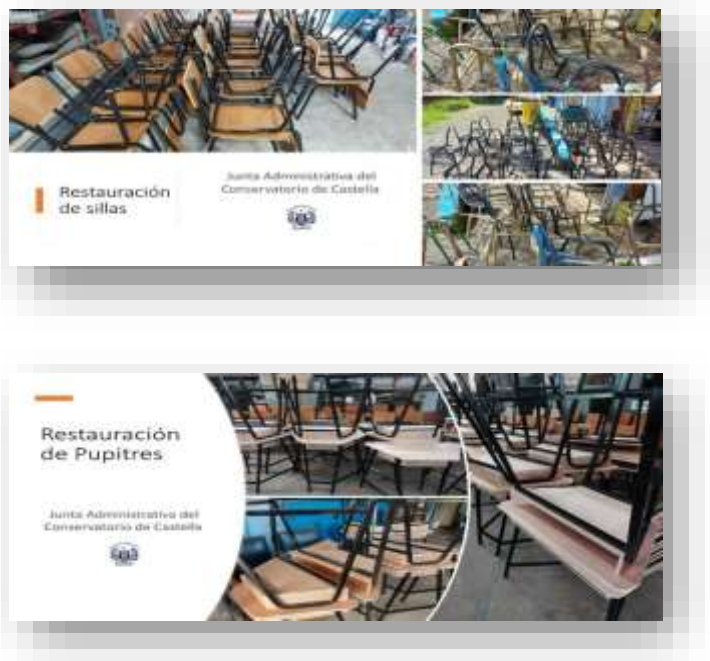 Restauración
de sillas
Junta Administrativa del
Conservatorio de Castella
Restauración
de Pupitres
Junta Administrativa del
Conservatorio de Castella